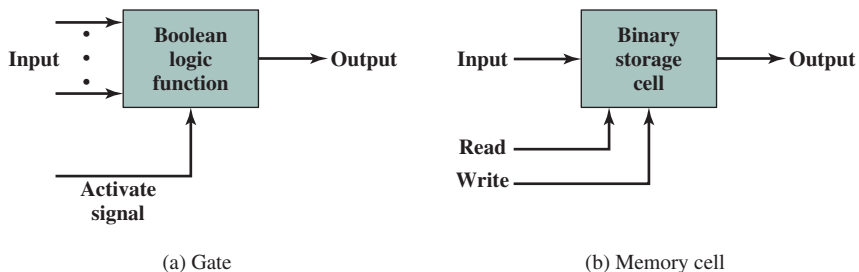 Input
Boolean
logic
function
Output
Activate
signal
(a) Gate
Input
Binary
storage
cell
Output
Read
Write
(b) Memory cell